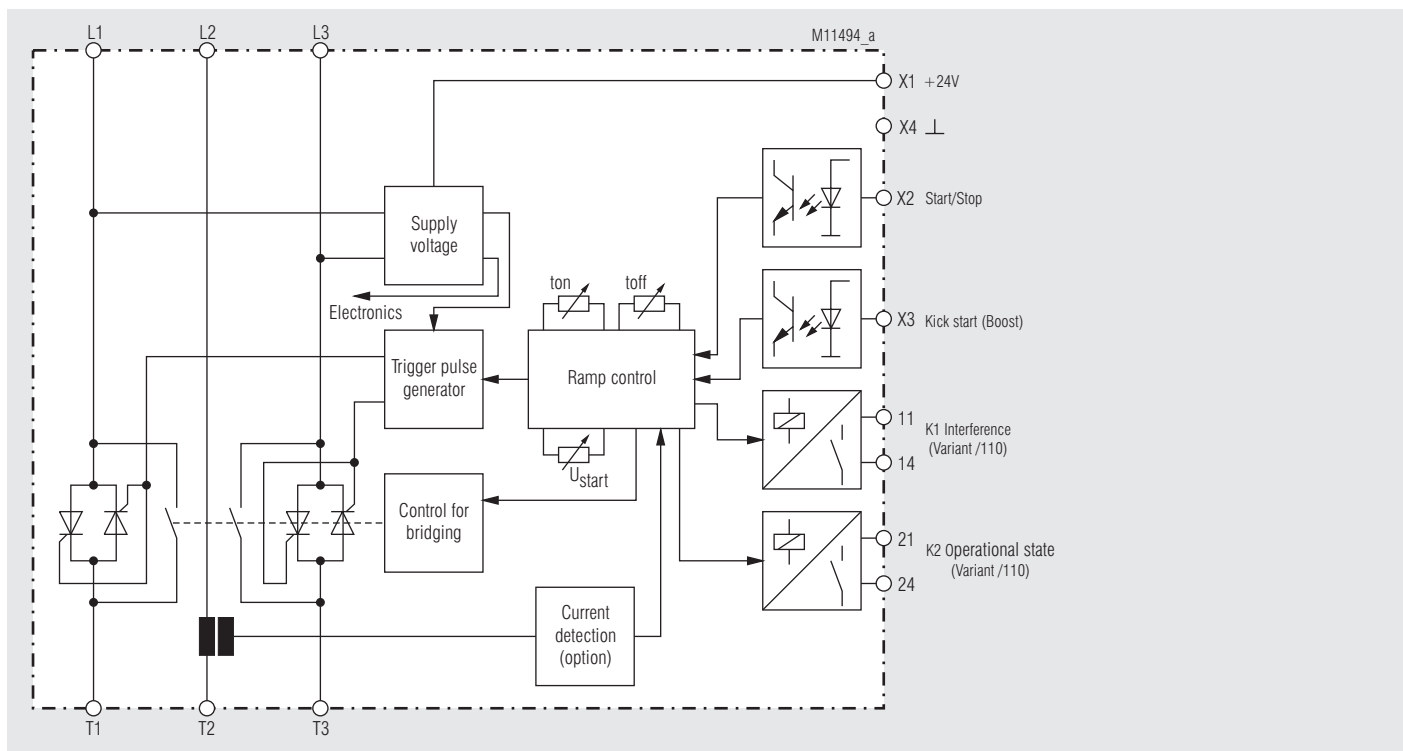 L1
L2
L3
M11494_a
X1 +24V
X4 ⊥
X2 Start/Stop
Supply
voltage
ton
toff
Electronics
X3 Kick start (Boost)
Trigger pulse
generator
Ramp control
11
K1 Interference
(Variant /110)
14
Ustart
Control for
bridging
21
K2 Operational state
(Variant /110)
24
Current
detection
(option)
T1
T2
T3